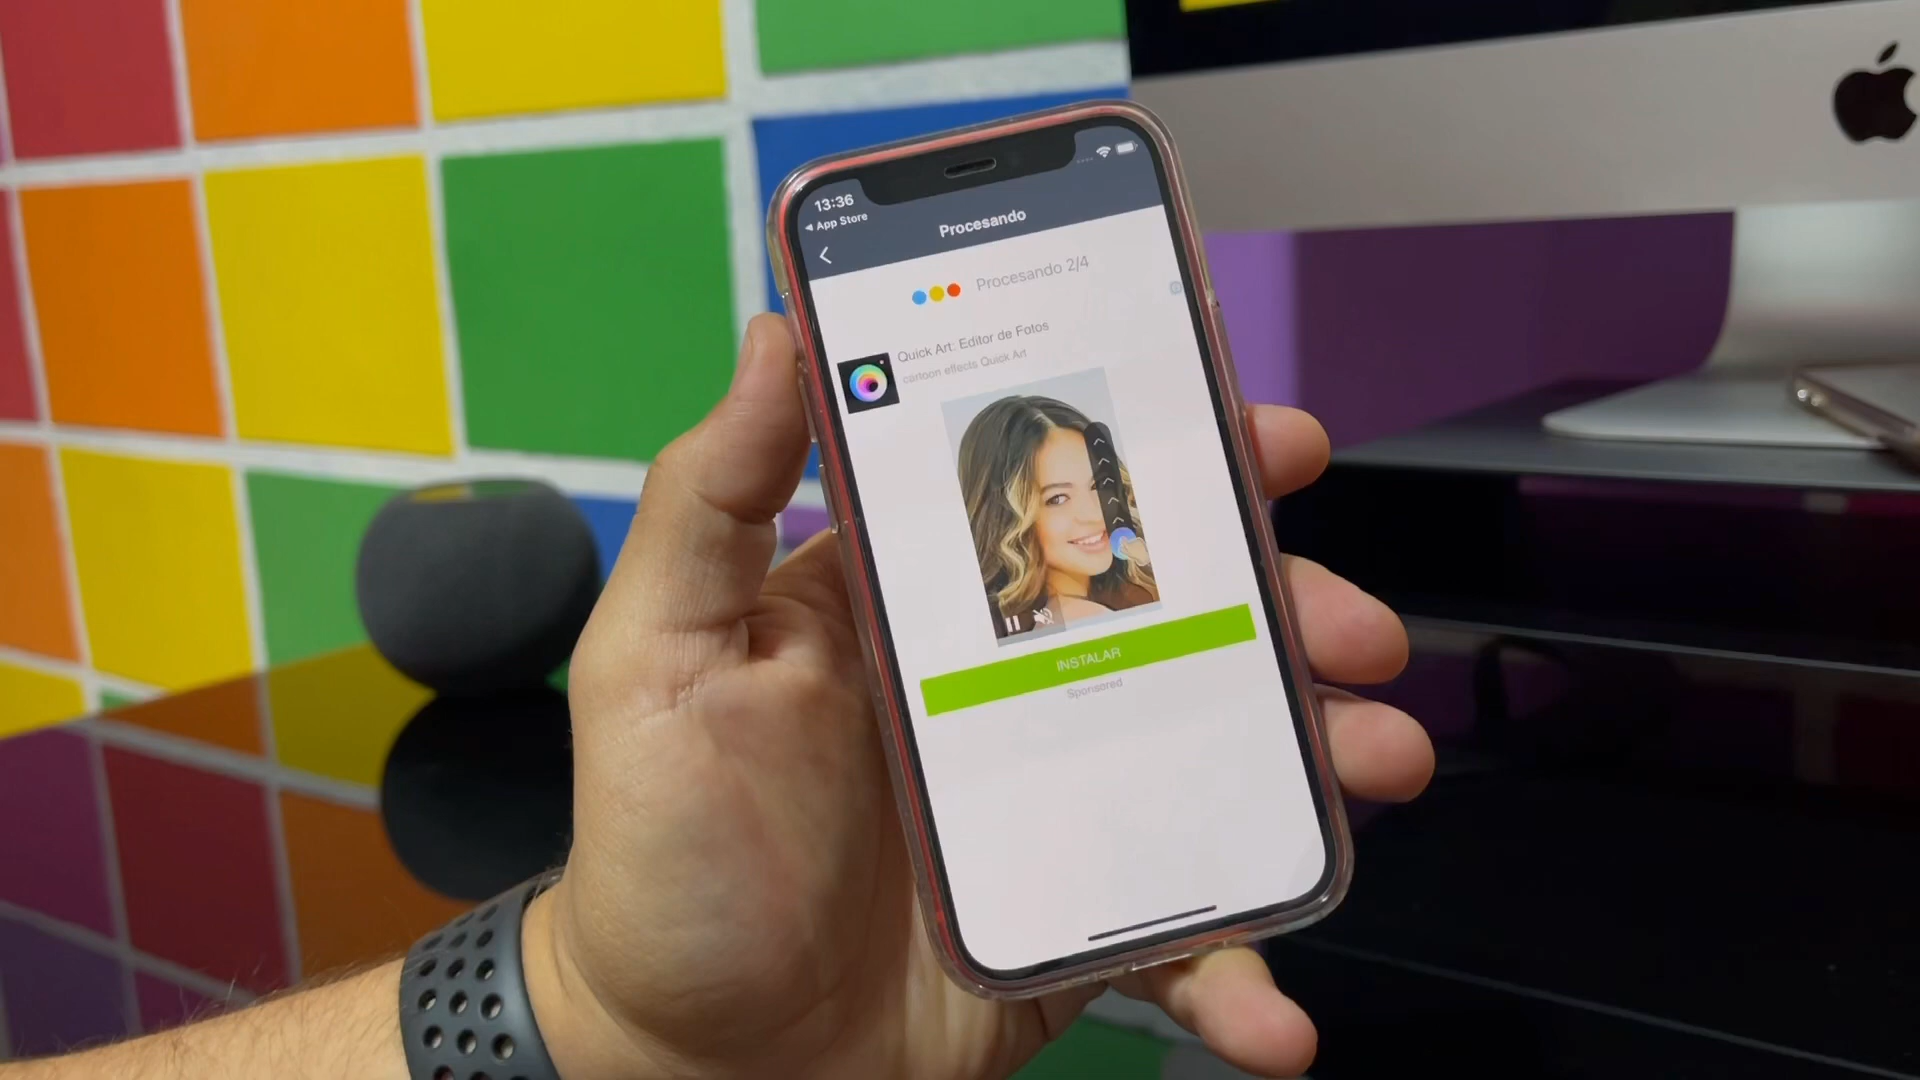 13:36
◀ App Store
Procesando
Procesando 2/4
Quick Art: Editor de Fotos
cartoon effects Quick Art
INSTALAR
Sponsored